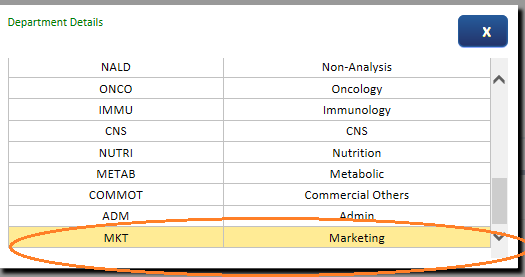 Department Details
X
NALD Non-Analysis
ONCO Oncology
IMMU Immunology
CNS CNS
NUTRI Nutrition
METAB Metabolic
COMMOT Commercial Others
ADM Admin
MKT Marketing